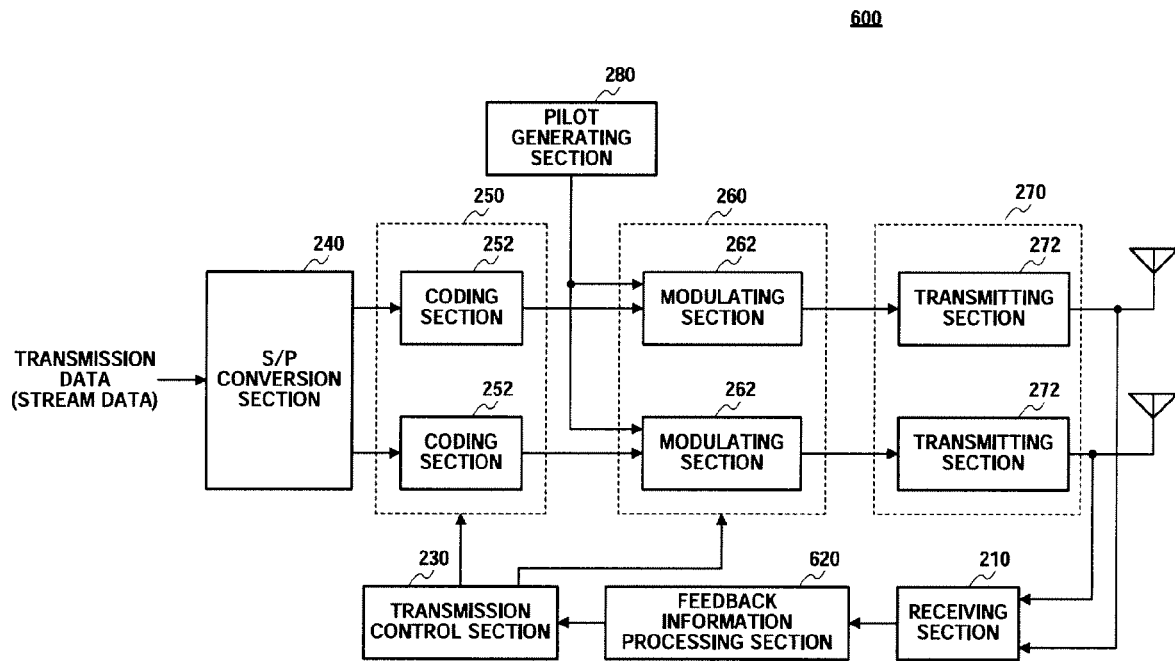 600
280
PILOT
GENERATING
SECTION
250
260
270
240
252
262
272
CODING
SECTION
MODULATING
SECTION
TRANSMITTING
SECTION
TRANSMISSION
DATA
(STREAM DATA)
S/P
CONVERSION
SECTION
252
262
272
CODING
SECTION
MODULATING
SECTION
TRANSMITTING
SECTION
230
620
210
TRANSMISSION
CONTROL SECTION
FEEDBACK
INFORMATION
PROCESSING SECTION
RECEIVING
SECTION